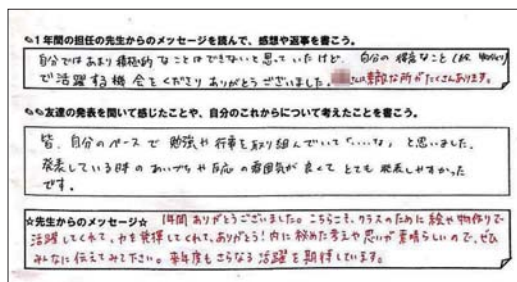 ✎1年間の担任の先生からのメッセージを読んで、感想や返事を書こう。
自分ではあまり積極的なことはできないと思っていたけど、自分の得意なこと(絵、物作り)
で活躍する機会をくださりありがとうございました。さんは素敵な所がたくさんあります。
✎✎友達の発表を聞いて感じたことや、自分のこれからについて考えたことを書こう。
皆、自分のペースで勉強や行事を取り組んでいて「いいな」と思いました。
発表している時のあいづちや反応の雰囲気が良くてとても発表しやすかった
です。
☆先生からのメッセージ☆ 1年間ありがとうございました。こちらこそ、クラスのために絵や物作りで
活躍してくれて、力を発揮してくれて、ありがとう!内に秘めた考えや思いが素晴らしいので、ぜひ
みんなに伝えてみて下さい。来年度もさらなる活躍を期待しています。